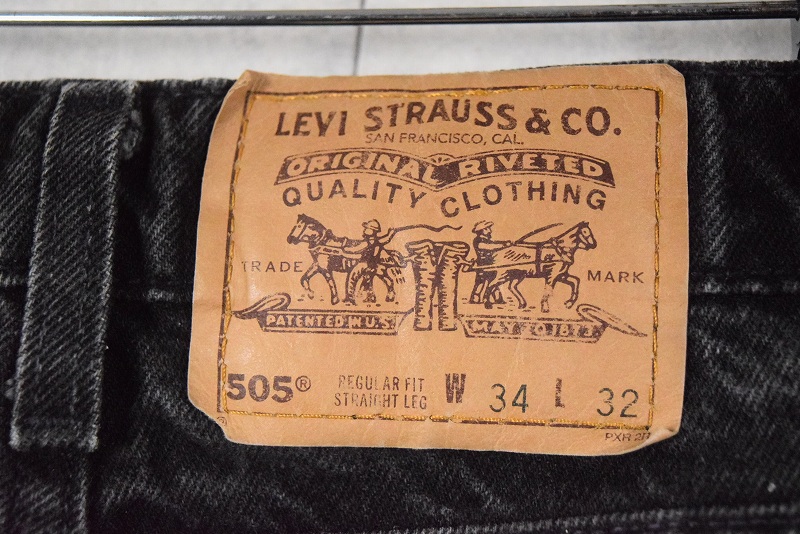 LEVI STRAUSS & CO.
SAN FRANCISCO, CAL.
ORIGINAL RIVETED
QUALITY CLOTHING
TRADE MARK
PATENTED IN U.S. MAY 20 1873
505® REGULAR FIT W 34 L 32
STRAIGHT LEG